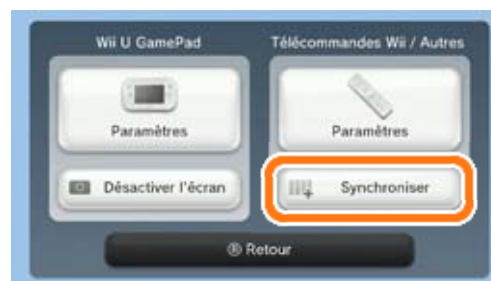 Wii U GamePad
Télécommandes Wii / Autres
Paramètres
Paramètres
Désactiver l'écran
Synchroniser
Ⓑ Retour